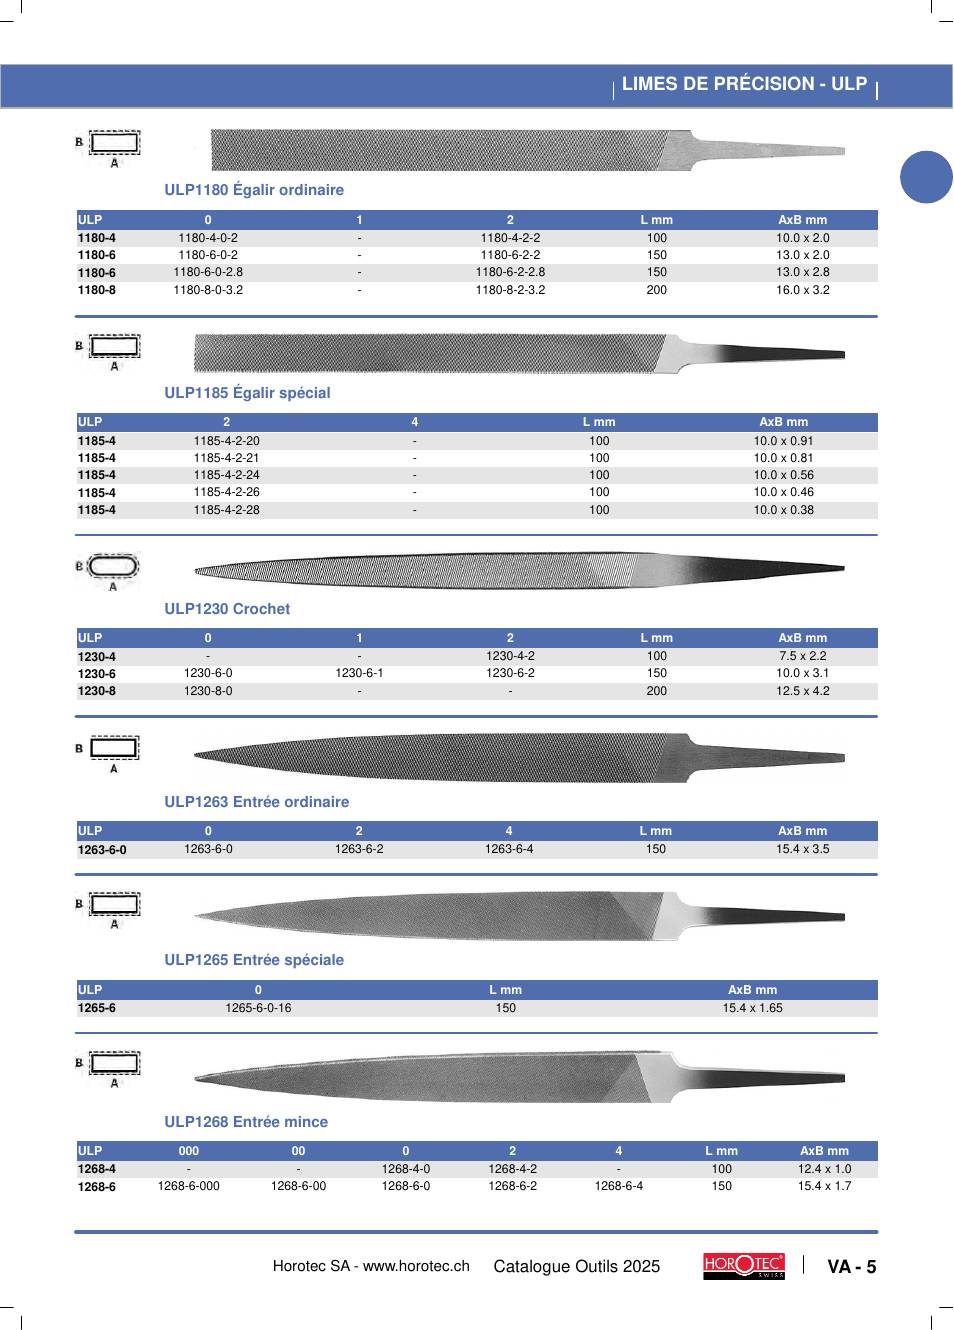 LIMES DE PRÉCISION - ULP
B
A
ULP1180 Égalir ordinaire
ULP 0 1 2 L mm AxB mm
1180-4 1180-4-0-2 - 1180-4-2-2 100 10.0 x 2.0
1180-6 1180-6-0-2 - 1180-6-2-2 150 13.0 x 2.0
1180-6 1180-6-0-2.8 - 1180-6-2-2.8 150 13.0 x 2.8
1180-8 1180-8-0-3.2 - 1180-8-2-3.2 200 16.0 x 3.2
B
A
ULP1185 Égalir spécial
ULP 2 4 L mm AxB mm
1185-4 1185-4-2-20 - 100 10.0 x 0.91
1185-4 1185-4-2-21 - 100 10.0 x 0.81
1185-4 1185-4-2-24 - 100 10.0 x 0.56
1185-4 1185-4-2-26 - 100 10.0 x 0.46
1185-4 1185-4-2-28 - 100 10.0 x 0.38
B
A
ULP1230 Crochet
ULP 0 1 2 L mm AxB mm
1230-4 - - 1230-4-2 100 7.5 x 2.2
1230-6 1230-6-0 1230-6-1 1230-6-2 150 10.0 x 3.1
1230-8 1230-8-0 - - 200 12.5 x 4.2
B
A
ULP1263 Entrée ordinaire
ULP 0 2 4 L mm AxB mm
1263-6-0 1263-6-0 1263-6-2 1263-6-4 150 15.4 x 3.5
B
A
ULP1265 Entrée spéciale
ULP 0 L mm AxB mm
1265-6 1265-6-0-16 150 15.4 x 1.65
B
A
ULP1268 Entrée mince
ULP 000 00 0 2 4 L mm AxB mm
1268-4 - - 1268-4-0 1268-4-2 - 100 12.4 x 1.0
1268-6 1268-6-000 1268-6-00 1268-6-0 1268-6-2 1268-6-4 150 15.4 x 1.7
Horotec SA - www.horotec.ch Catalogue Outils 2025 HOROTEC® SWISS VA - 5